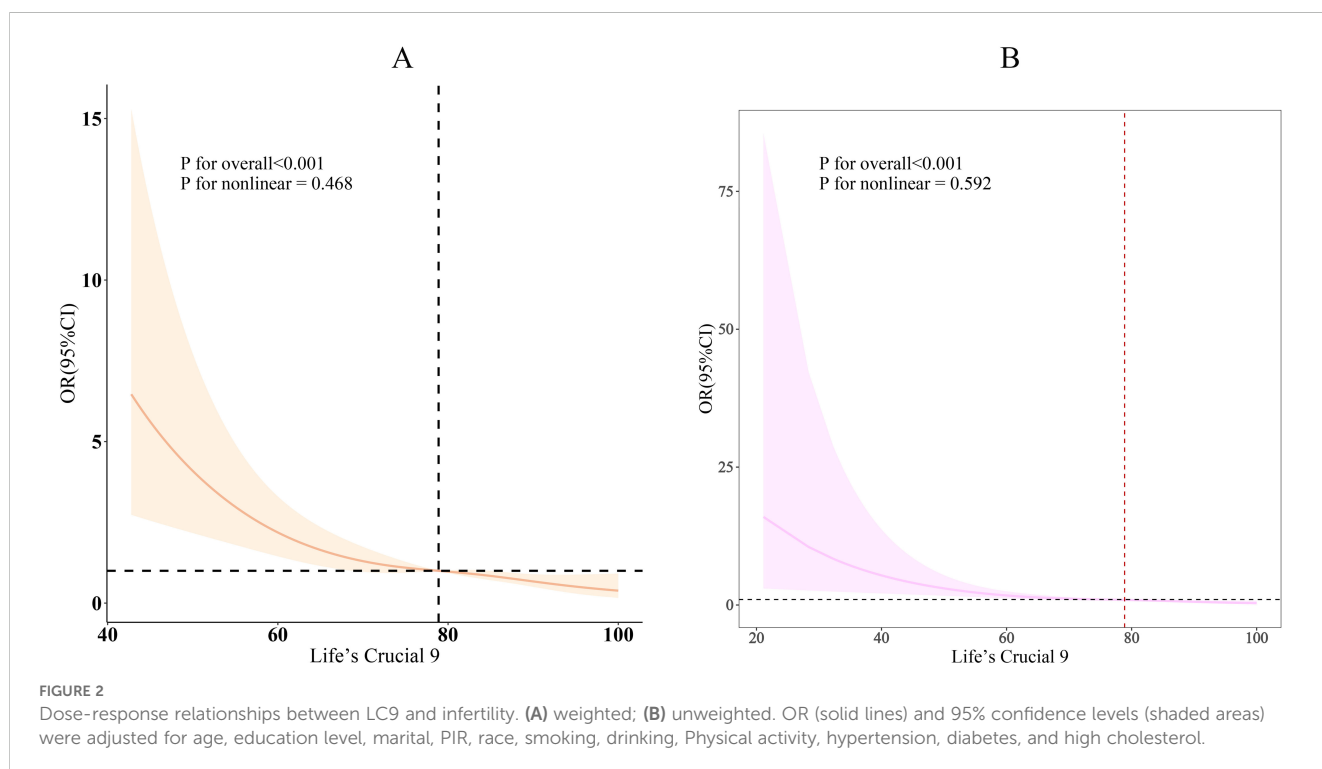 A
15
10
5
0
40
60
80
100
OR(95%CI)
P for overall<0.001
P for nonlinear = 0.468
Life's Crucial 9
B
75
50
25
0
20
40
60
80
100
OR(95%CI)
P for overall<0.001
P for nonlinear = 0.592
Life's Crucial 9
FIGURE 2
Dose-response relationships between LC9 and infertility. (A) weighted; (B) unweighted. OR (solid lines) and 95% confidence levels (shaded areas)
were adjusted for age, education level, marital, PIR, race, smoking, drinking, Physical activity, hypertension, diabetes, and high cholesterol.